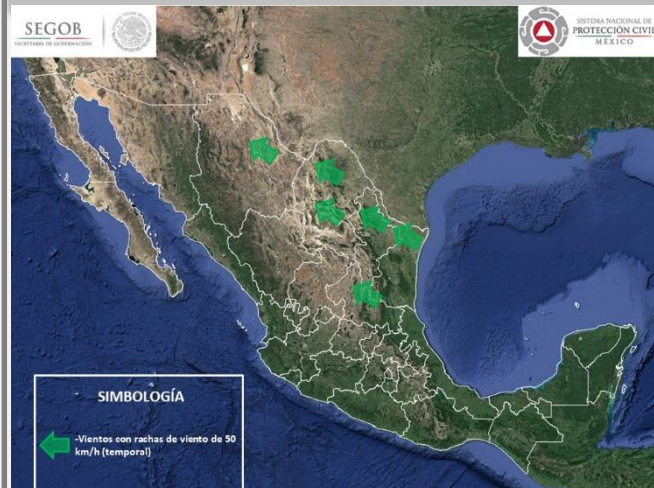 SEGOB
SECRETARÍA DE GOBERNACIÓN
SISTEMA NACIONAL DE
PROTECCIÓN CIVIL
MÉXICO
SIMBOLOGÍA
-Vientos con rachas de viento de 50
km/h (temporal)